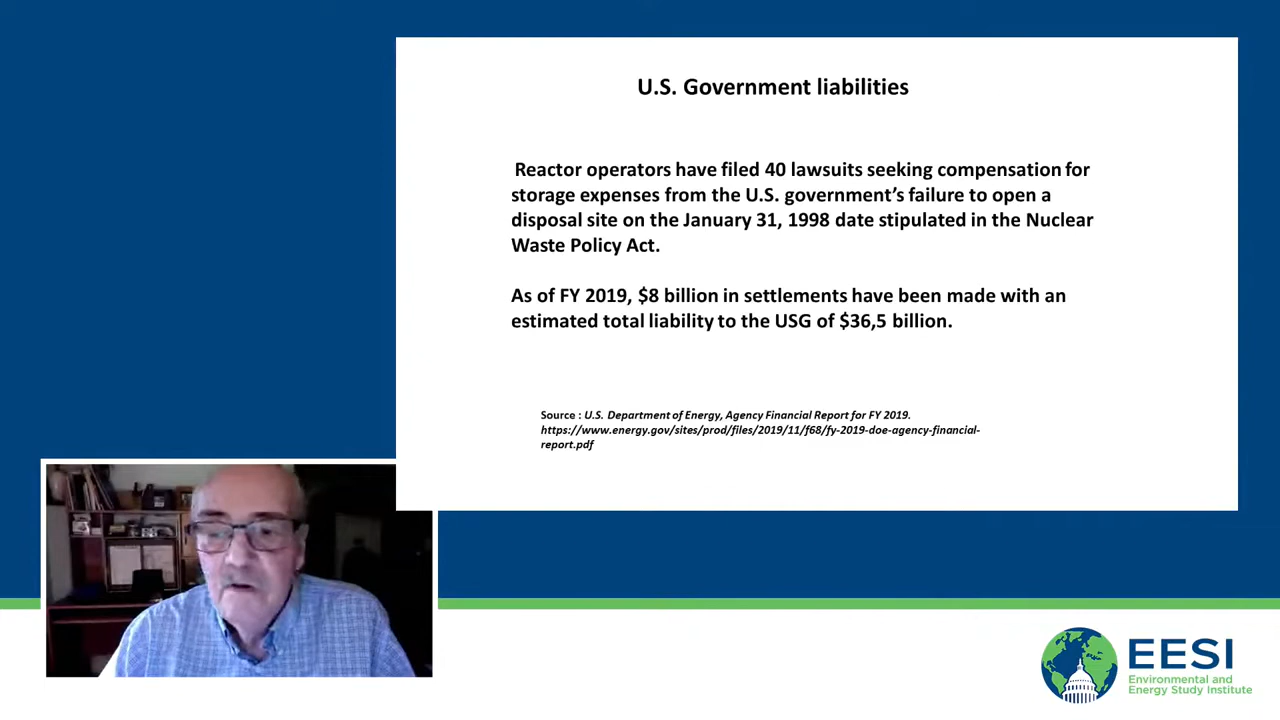 U.S. Government liabilities
Reactor operators have filed 40 lawsuits seeking compensation for
storage expenses from the U.S. government's failure to open a
disposal site on the January 31, 1998 date stipulated in the Nuclear
Waste Policy Act.
As of FY 2019, $8 billion in settlements have been made with an
estimated total liability to the USG of $36,5 billion.
Source : U.S. Department of Energy, Agency Financial Report for FY 2019.
https://www.energy.gov/sites/prod/files/2019/11/f68/fy-2019-doe-agency-financial-
report.pdf
EESI
Environmental and
Energy Study Institute